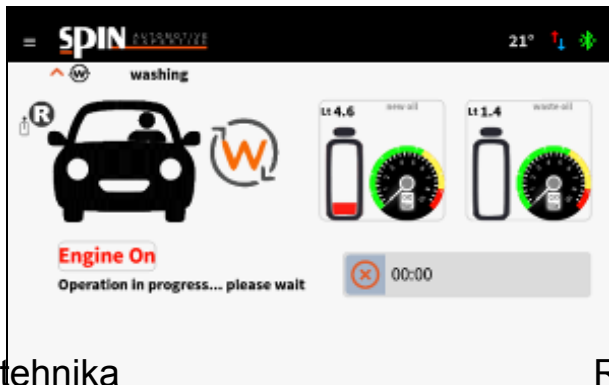 SPIN AUTOMOTIVE EXPERTISE 21°
W washing
R
W
Lt 4.6 new oil Lt 1.4 waste oil
Engine On
Operation in progress... please wait
00:00
tehnika R